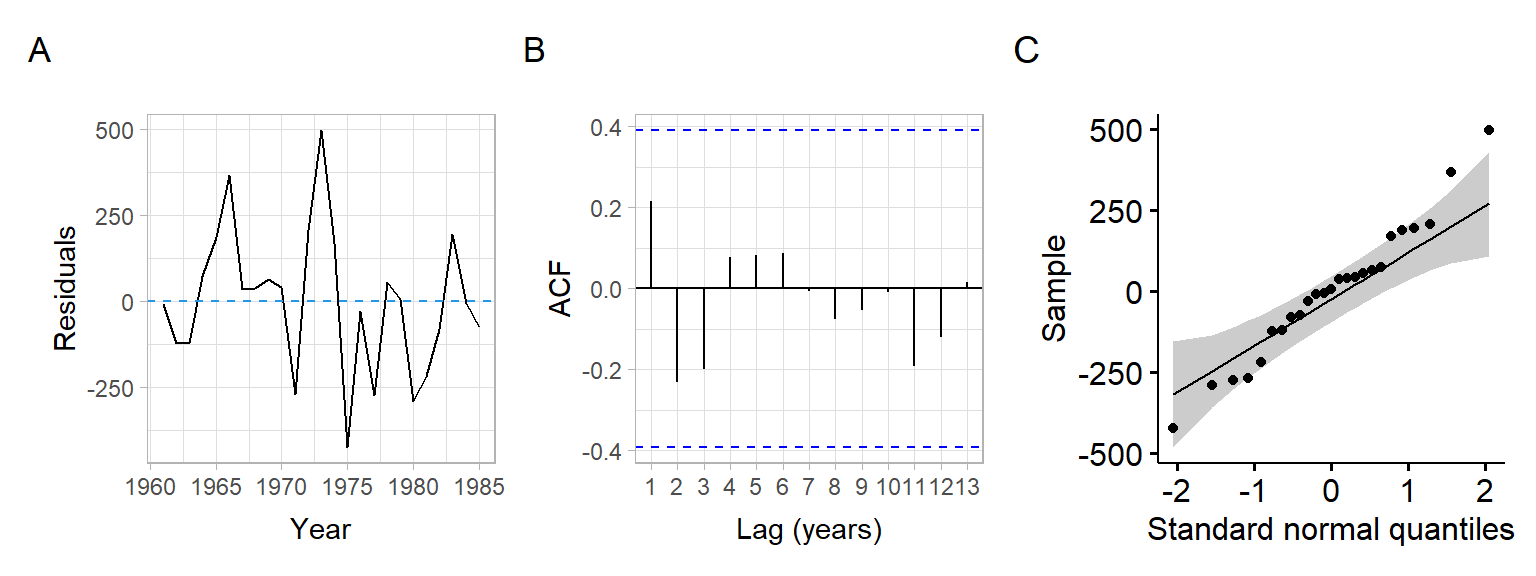 A
B
C
500
250
0
-250
Residuals
1960 1965 1970 1975 1980 1985
Year
0.4
0.2
0.0
-0.2
-0.4
ACF
1 2 3 4 5 6 7 8 9 10 11 12 13
Lag (years)
500
250
0
-250
-500
Sample
-2 -1 0 1 2
Standard normal quantiles